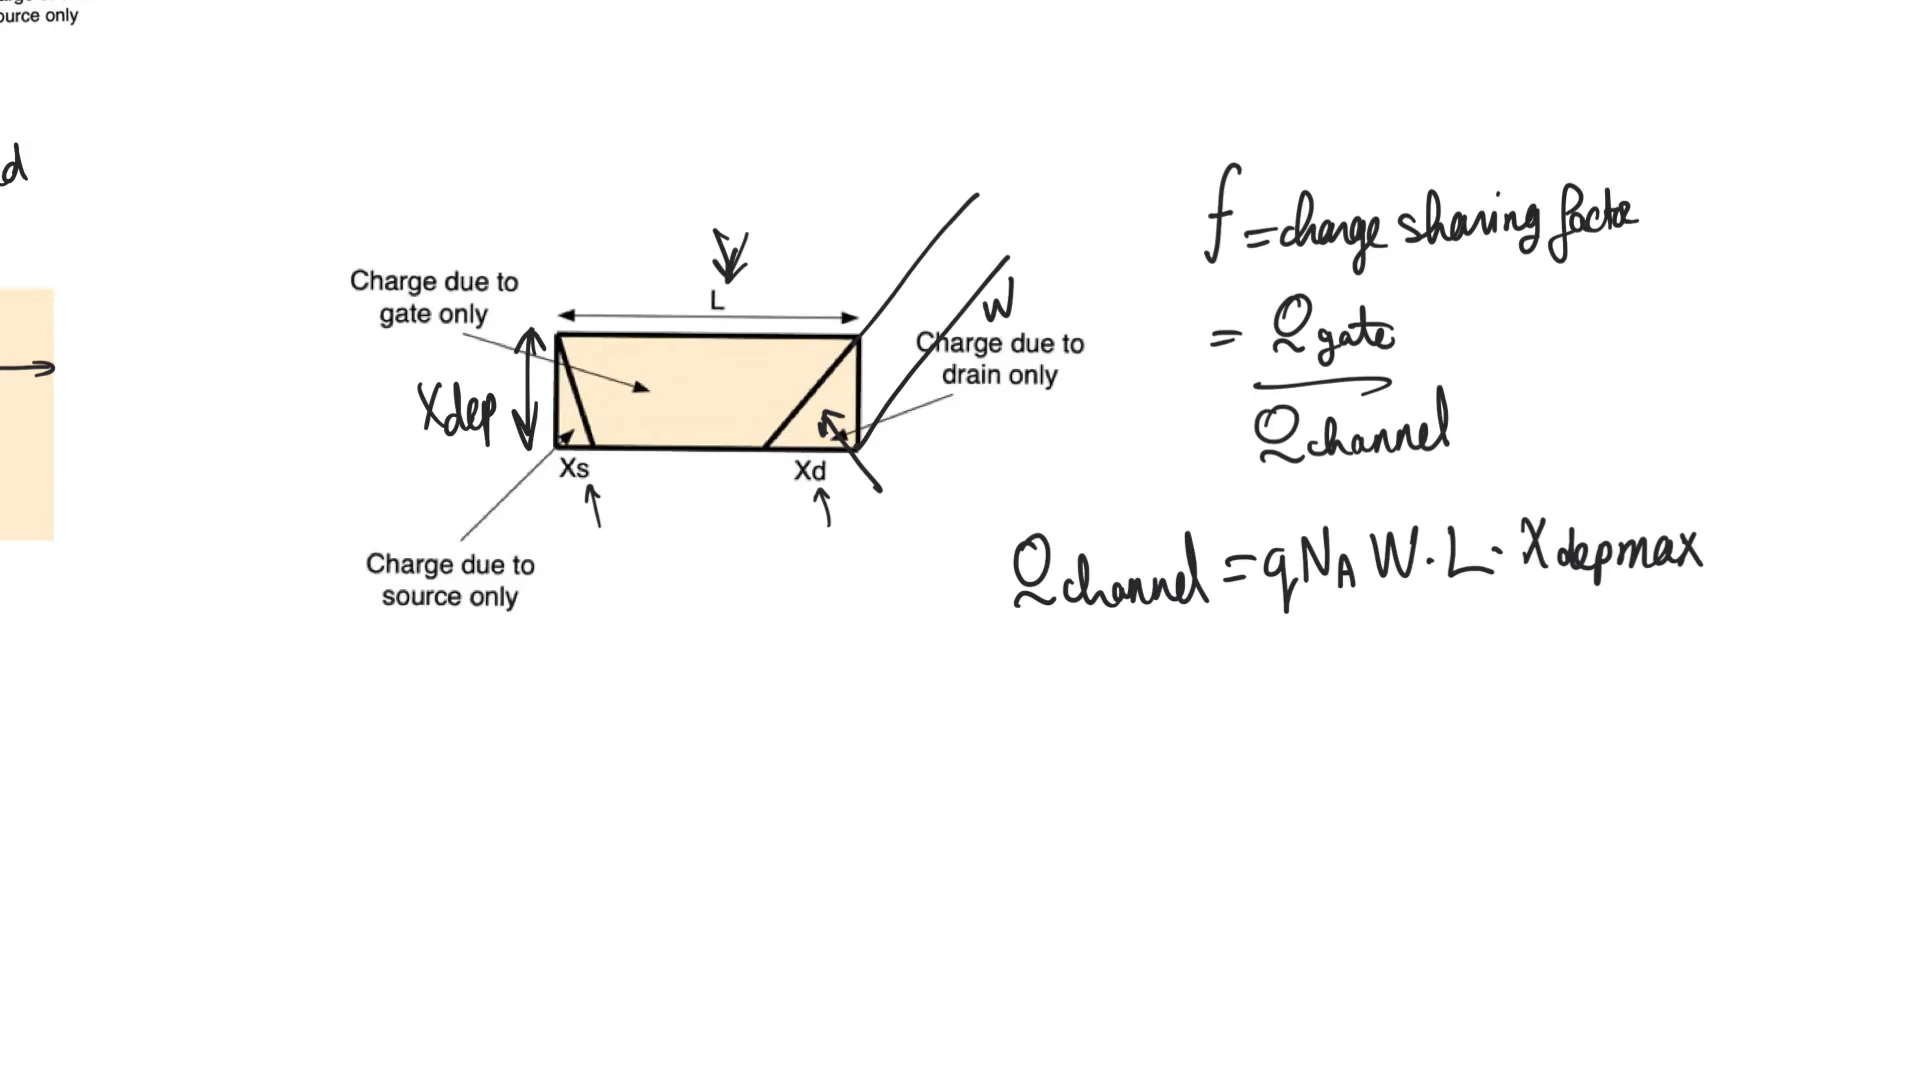 ource only
d
Charge due to
gate only
L
W
Charge due to
drain only
Xdep
Xs
Xd
Charge due to
source only
f = charge sharing factor
= Qgate
Qchannel
Qchannel = qNA W. L. Xdepmax